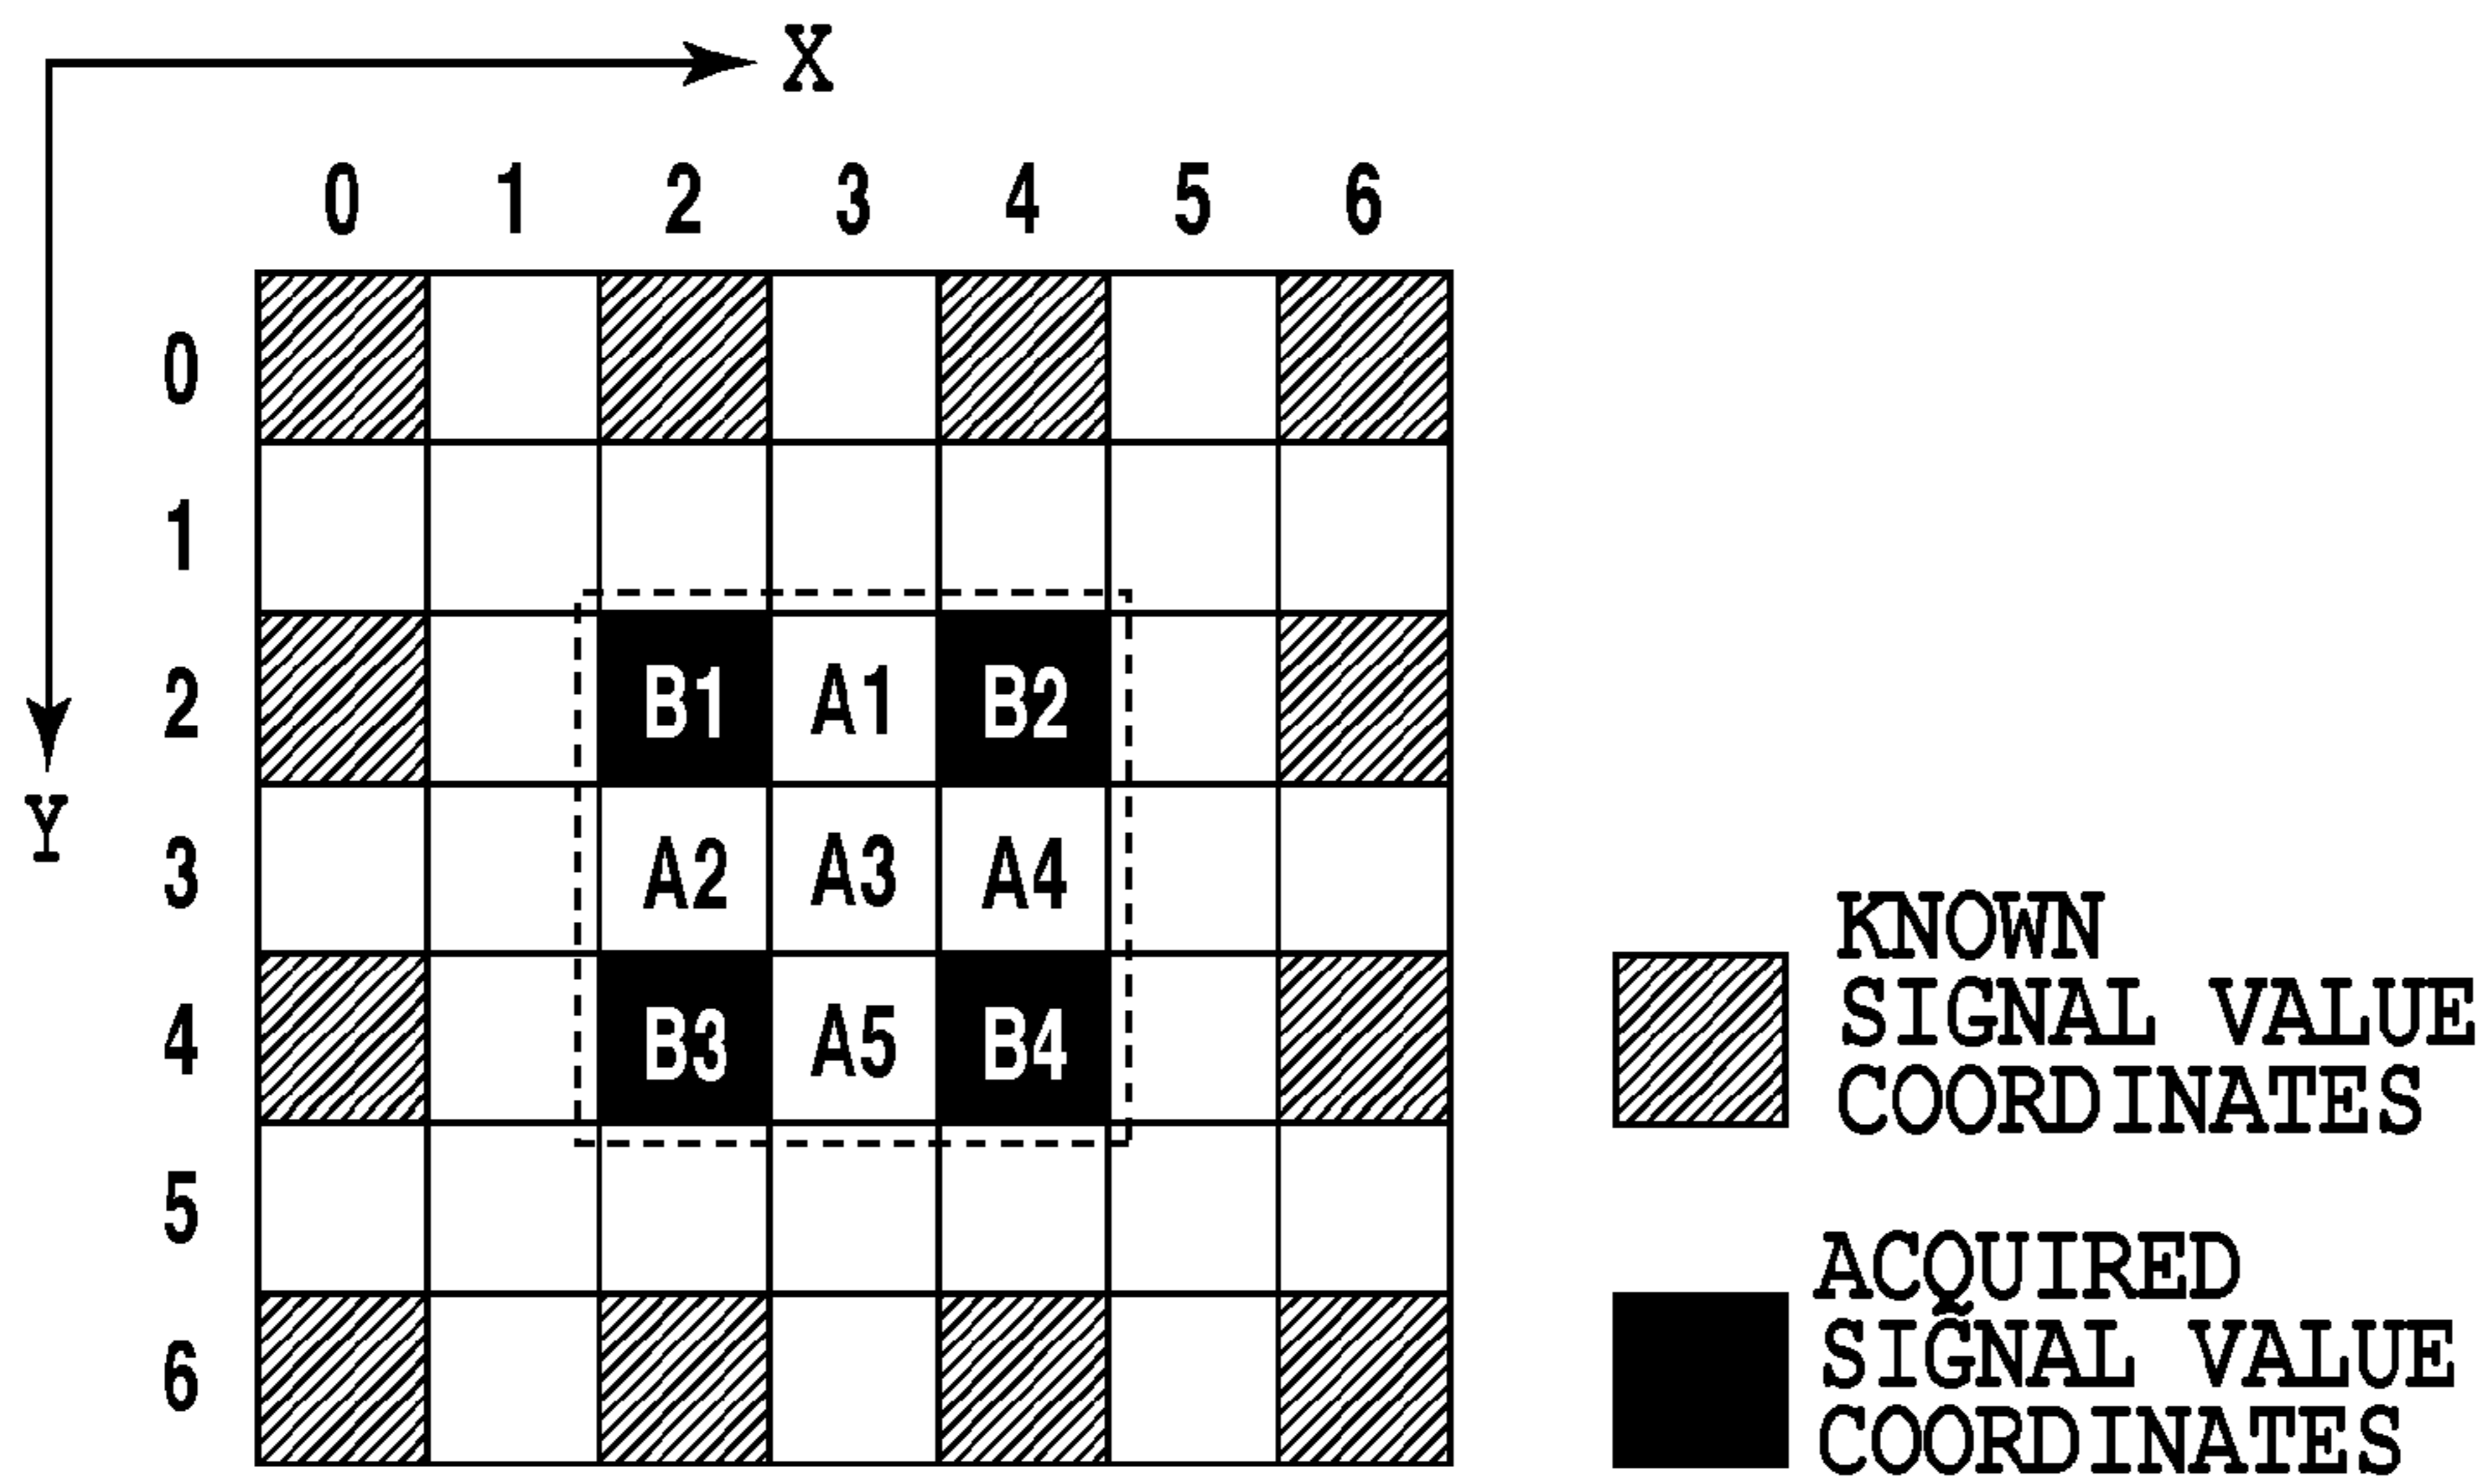 X
0 1 2 3 4 5 6
0
1
2 B1 A1 B2
Y
3 A2 A3 A4
4 B3 A5 B4
5
6
KNOWN
SIGNAL VALUE
COORDINATES
ACQUIRED
SIGNAL VALUE
COORDINATES